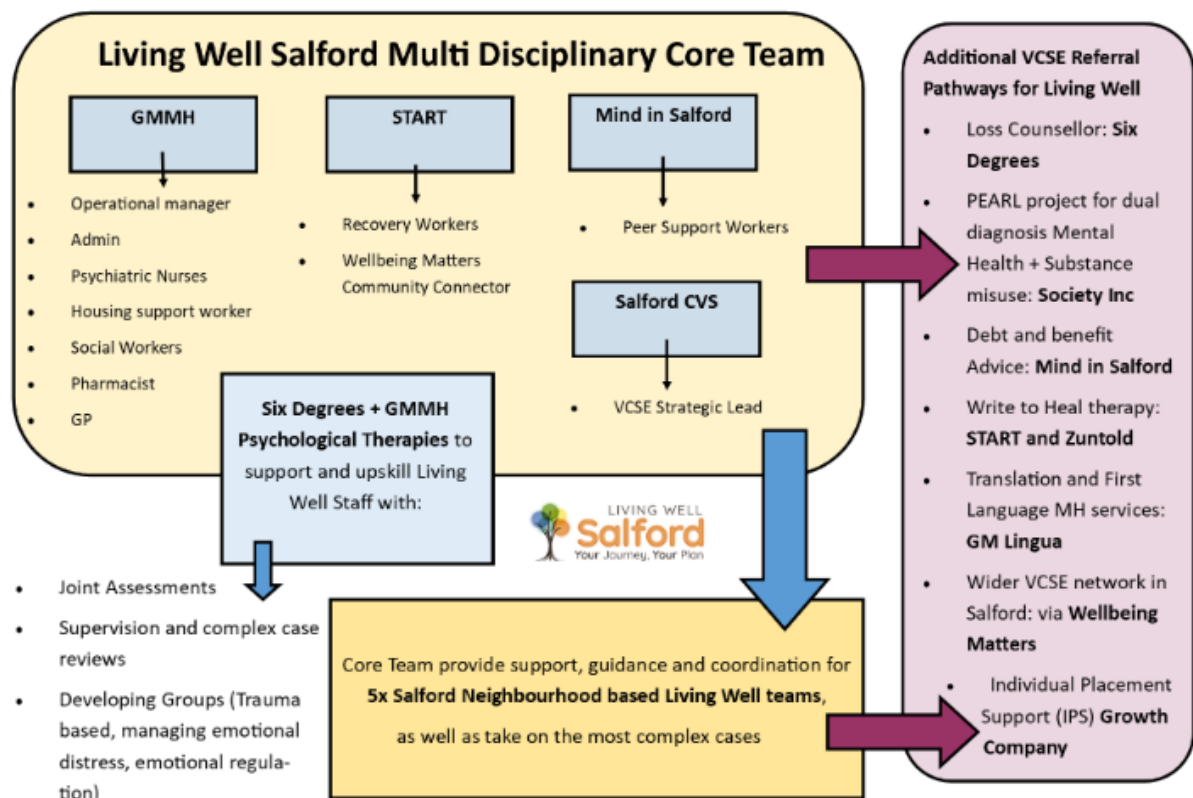 Living Well Salford Multi Disciplinary Core Team
GMMH
• Operational manager
• Admin
• Psychiatric Nurses
• Housing support worker
• Social Workers
• Pharmacist
• GP
START
• Recovery Workers
• Wellbeing Matters
Community Connector
Mind in Salford
• Peer Support Workers
Salford CVS
• VCSE Strategic Lead
Six Degrees + GMMH
Psychological Therapies to
support and upskill Living
Well Staff with:
• Joint Assessments
• Supervision and complex case
reviews
• Developing Groups (Trauma
based, managing emotional
distress, emotional regula-
tion)
LIVING WELL
Salford
Your Journey, Your Plan
Core Team provide support, guidance and coordination for
5x Salford Neighbourhood based Living Well teams,
as well as take on the most complex cases
Additional VCSE Referral
Pathways for Living Well
• Loss Counsellor: Six
Degrees
• PEARL project for dual
diagnosis Mental
Health + Substance
misuse: Society Inc
• Debt and benefit
Advice: Mind in Salford
• Write to Heal therapy:
START and Zuntold
• Translation and First
Language MH services:
GM Lingua
• Wider VCSE network in
Salford: via Wellbeing
Matters
• Individual Placement
Support (IPS) Growth
Company